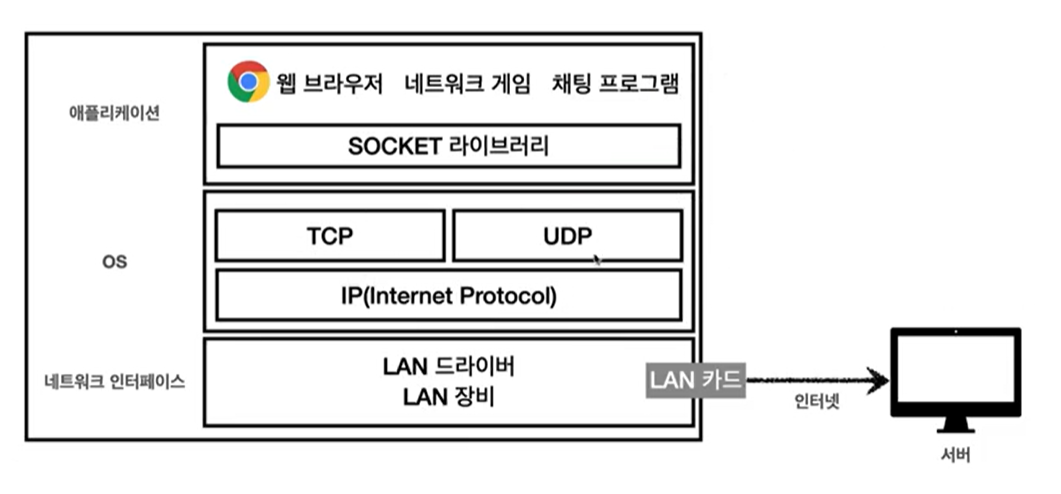 애플리케이션
웹 브라우저 네트워크 게임 채팅 프로그램
SOCKET 라이브러리
OS
TCP UDP
IP(Internet Protocol)
네트워크 인터페이스
LAN 드라이버
LAN 장비
LAN 카드
인터넷
서버